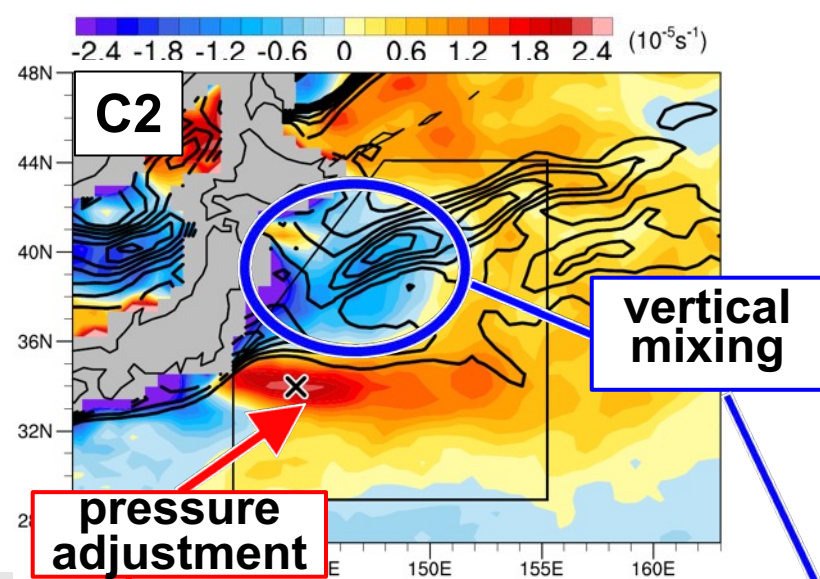 -2.4 -1.8 -1.2 -0.6 0 0.6 1.2 1.8 2.4 (10⁻⁵s⁻¹)
48N
C2
44N
40N
vertical
mixing
36N
32N
pressure
adjustment
150E 155E 160E